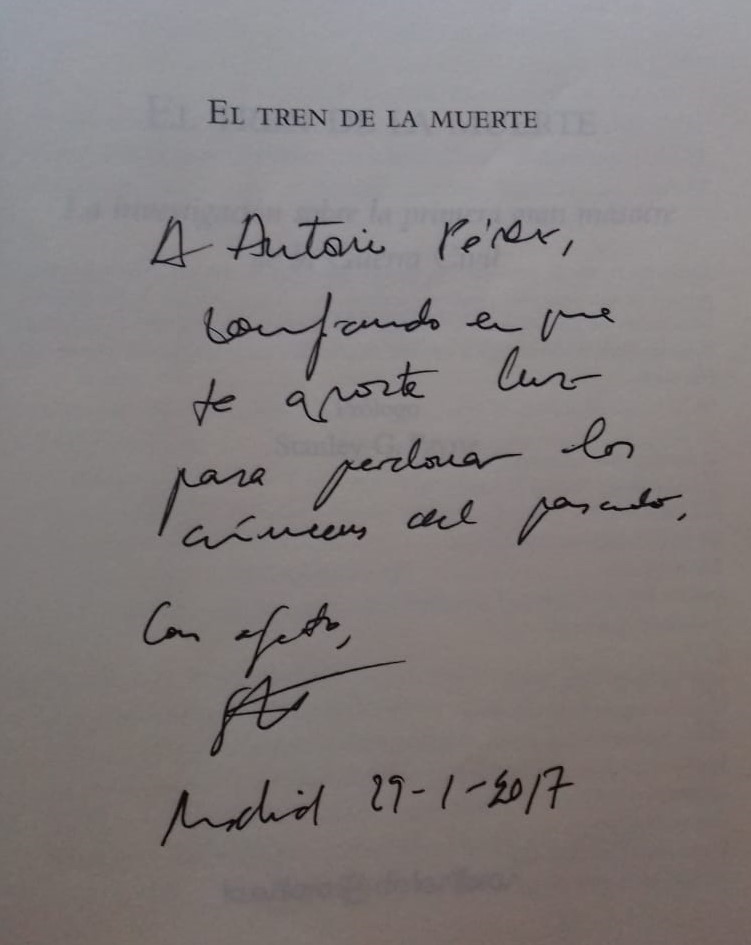 EL TREN DE LA MUERTE
A Antonio Pérez,
confiando en que
te aporte luz
para perdonar los
crímenes del pasado,
Con afecto,
Madrid 29-1-2017